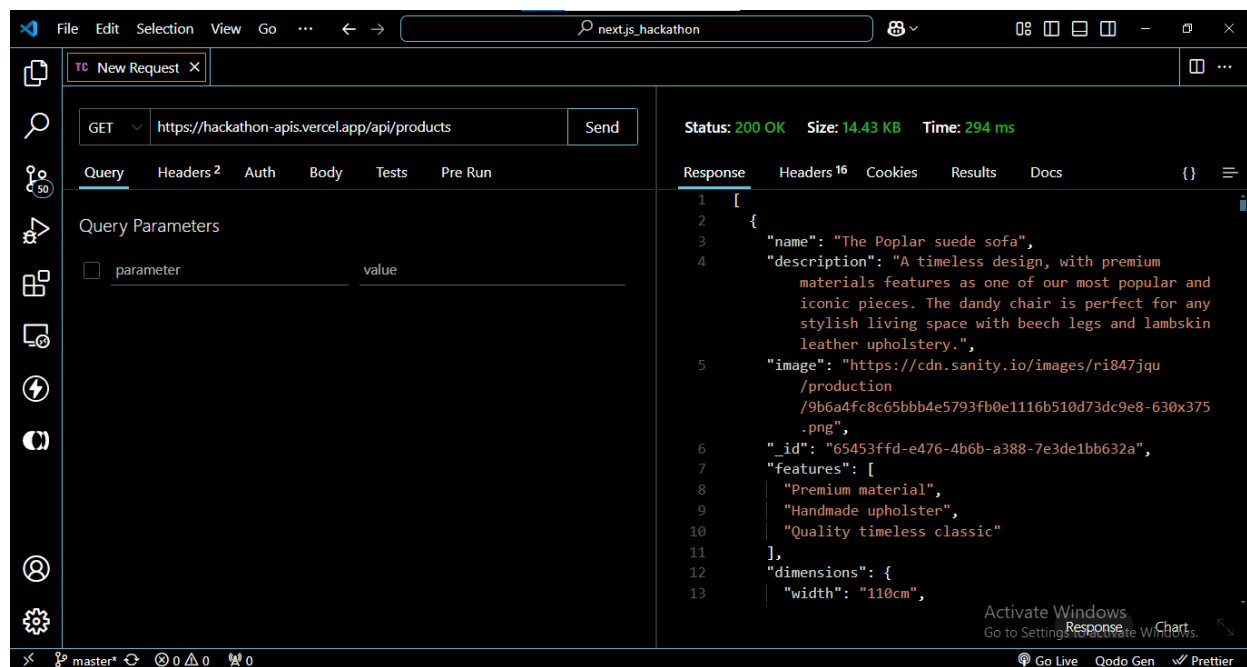 File Edit Selection View Go ··· ← → next.js_hackathon
TC New Request ×
GET https://hackathon-apis.vercel.app/api/products Send
Query Headers 2 Auth Body Tests Pre Run
Query Parameters
parameter value
50
Status: 200 OK Size: 14.43 KB Time: 294 ms
Response Headers 16 Cookies Results Docs {}
1 [
2 {
3 "name": "The Poplar suede sofa",
4 "description": "A timeless design, with premium
materials features as one of our most popular and
iconic pieces. The dandy chair is perfect for any
stylish living space with beech legs and lambskin
leather upholstery.",
5 "image": "https://cdn.sanity.io/images/ri847jqu
/production
/9b6a4fc8c65bbb4e5793fb0e1116b510d73dc9e8-630x375
.png",
6 "_id": "65453ffd-e476-4b6b-a388-7e3de1bb632a",
7 "features": [
8 "Premium material",
9 "Handmade upholster",
10 "Quality timeless classic"
11 ],
12 "dimensions": {
13 "width": "110cm",
Activate Windows
Go to Settings to activate Windows.
Response Chart
master* 0 0 0 Go Live Qodo Gen Prettier